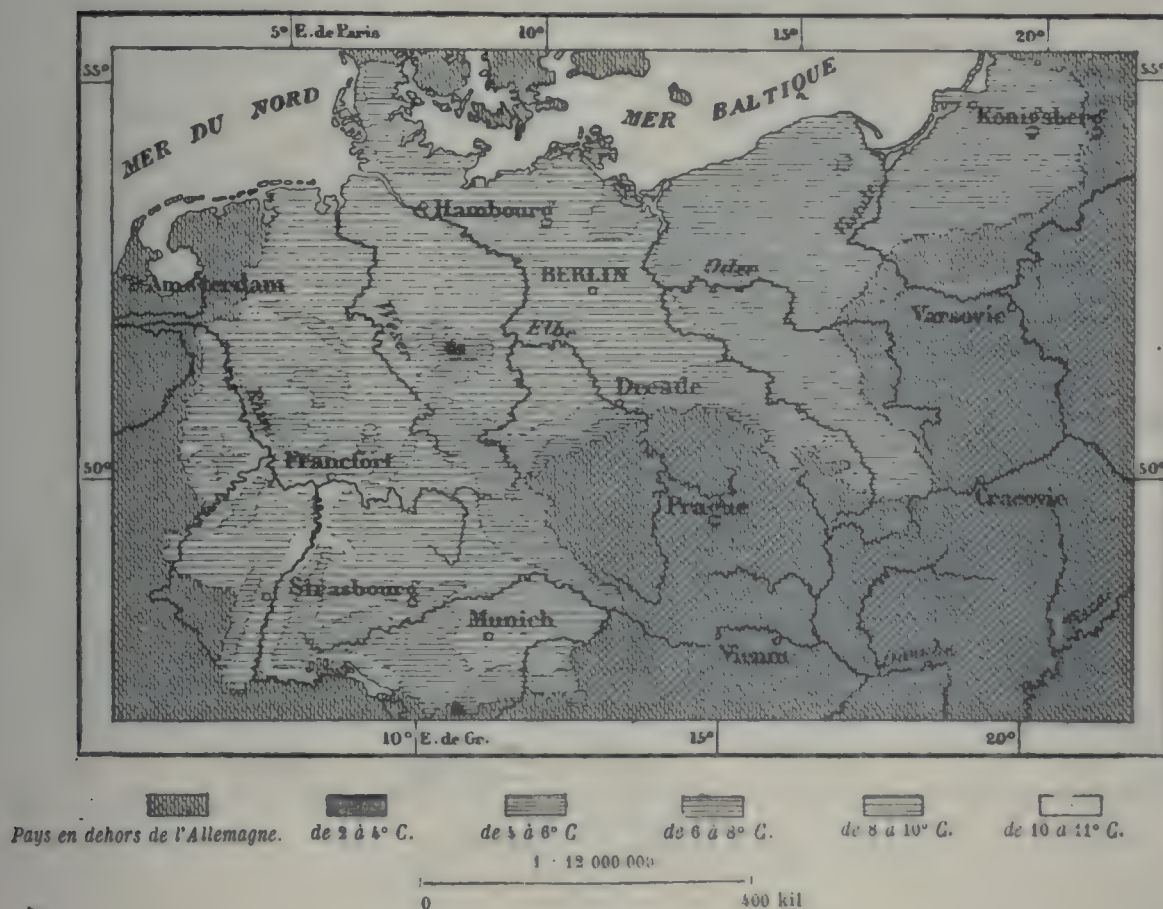 5° E. de Paris 10° 15° 20°
55° 55°
MER DU NORD
MER BALTIQUE
Königsberg
Hambourg
Amsterdam
BERLIN
Oder
Varsovie
Weser
Elbe
Rhin
50° 50°
Francfort
Cracovie
Prague
Strasbourg
Munich
10° E. de Gr. 15° 20°
Pays en dehors de l'Allemagne. de 2 à 4° C. de 4 à 6° C. de 6 à 8° C. de 8 à 10° C. de 10 à 11° C.
1 : 12 000 000
0 400 kil